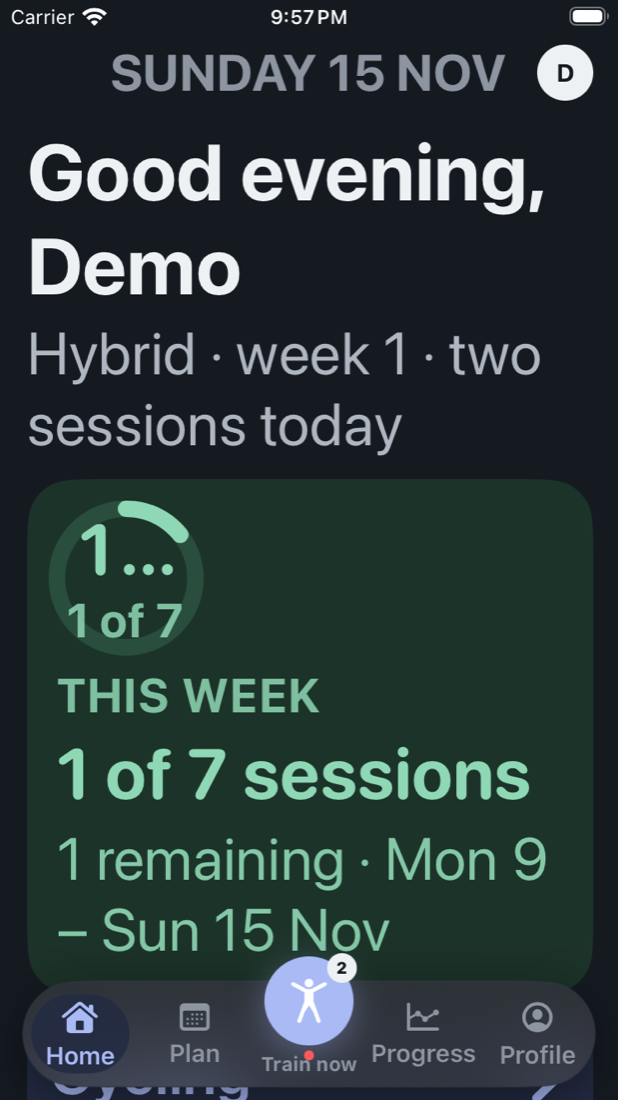 Carrier
9:57 PM
SUNDAY 15 NOV
D
Good evening,
Demo
Hybrid · week 1 · two
sessions today
1...
1 of 7
THIS WEEK
1 of 7 sessions
1 remaining · Mon 9
– Sun 15 Nov
2
Home
Plan
Train now
Progress
Profile
Cycling